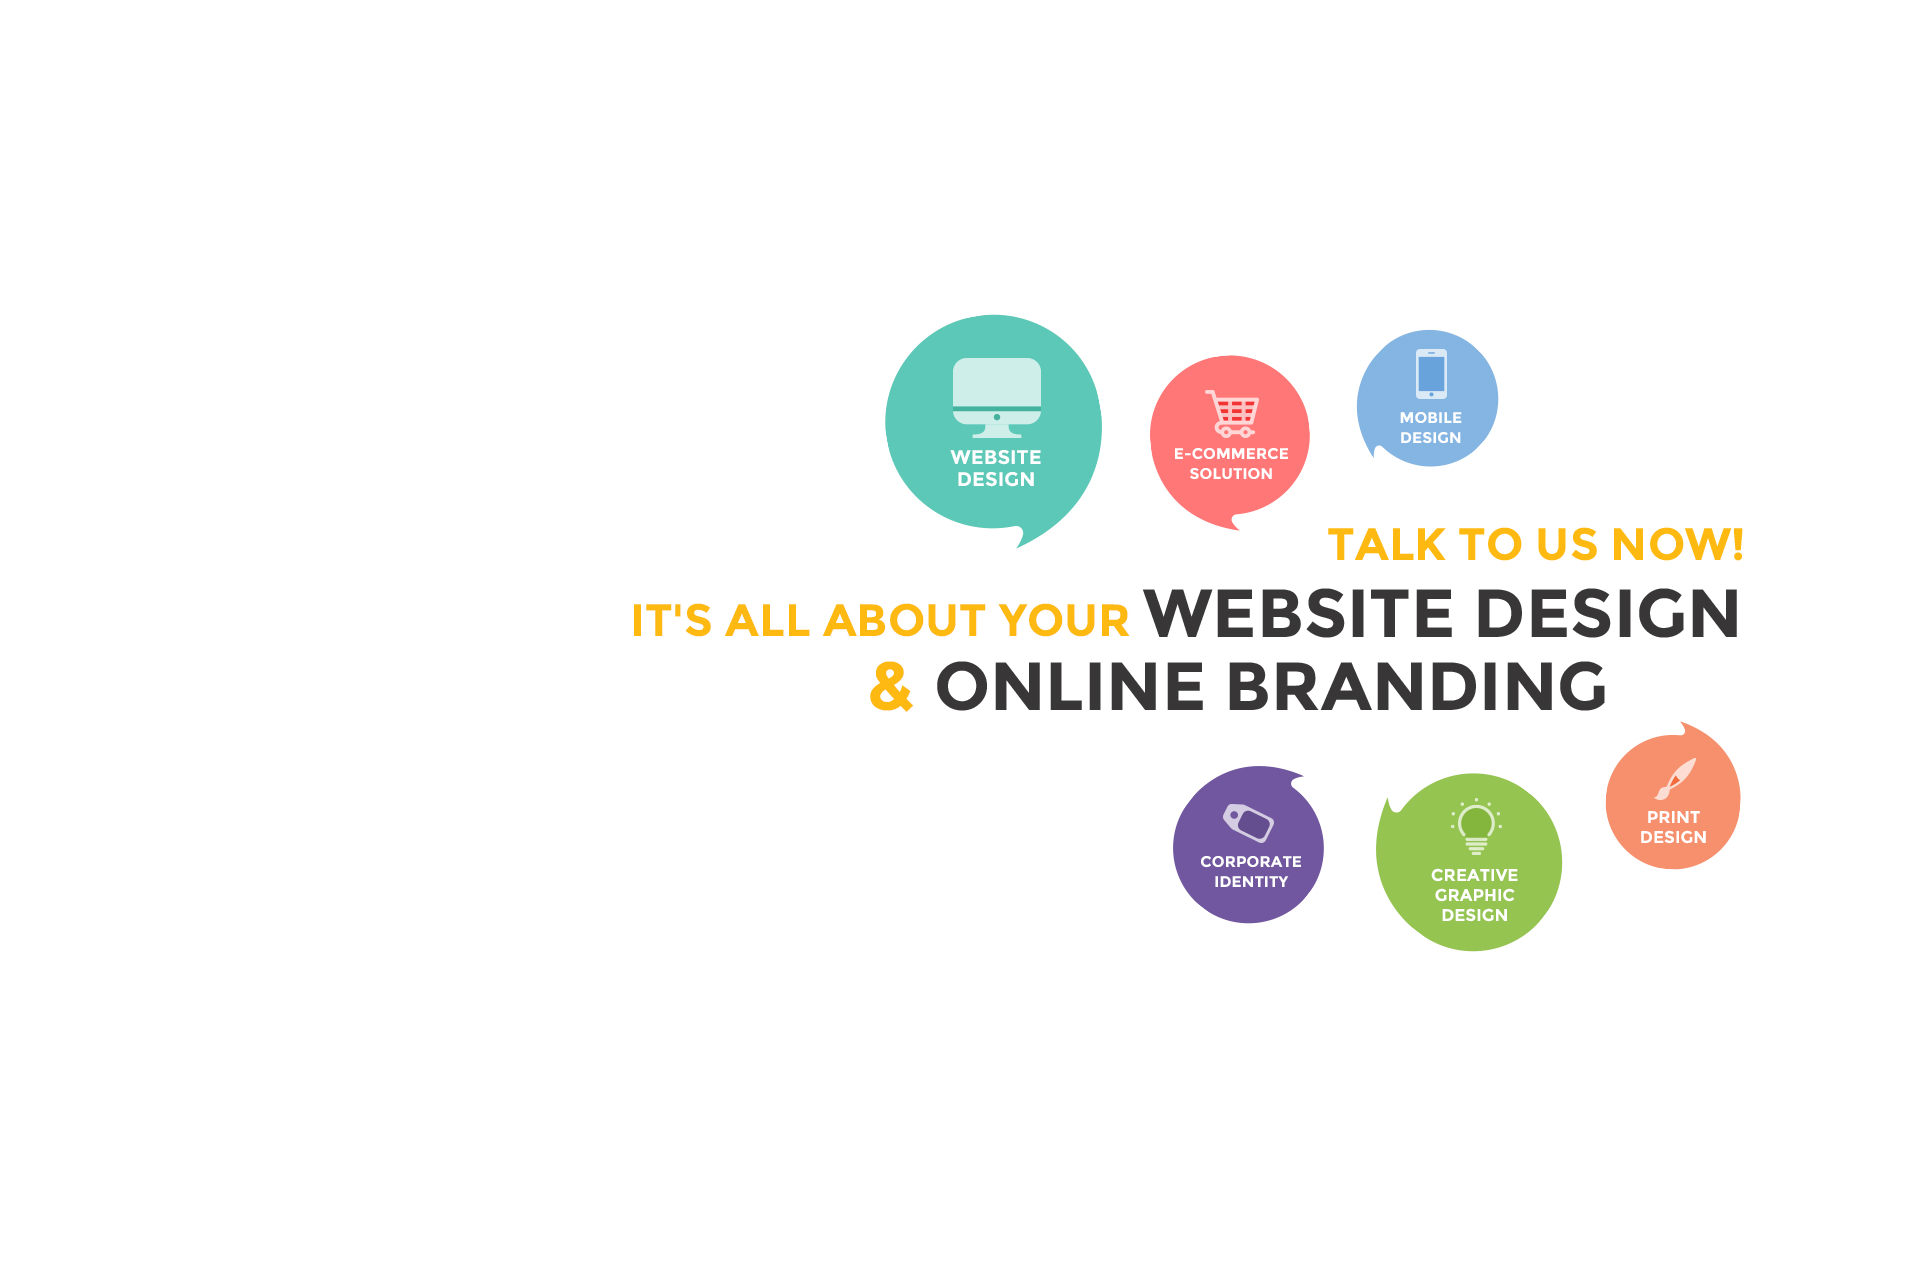 WEBSITE
DESIGN
E-COMMERCE
SOLUTION
MOBILE
DESIGN
TALK TO US NOW!
IT'S ALL ABOUT YOUR WEBSITE DESIGN
& ONLINE BRANDING
CORPORATE
IDENTITY
CREATIVE
GRAPHIC
DESIGN
PRINT
DESIGN